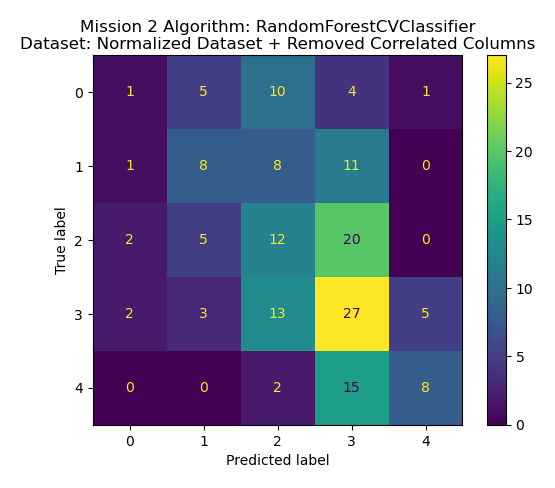 Mission 2 Algorithm: RandomForestCVClassifier
Dataset: Normalized Dataset + Removed Correlated Columns
0 1 5 10 4 1
1 1 8 8 11 0
2 2 5 12 20 0
3 2 3 13 27 5
4 0 0 2 15 8
0 1 2 3 4
True label
Predicted label
25
20
15
10
5
0